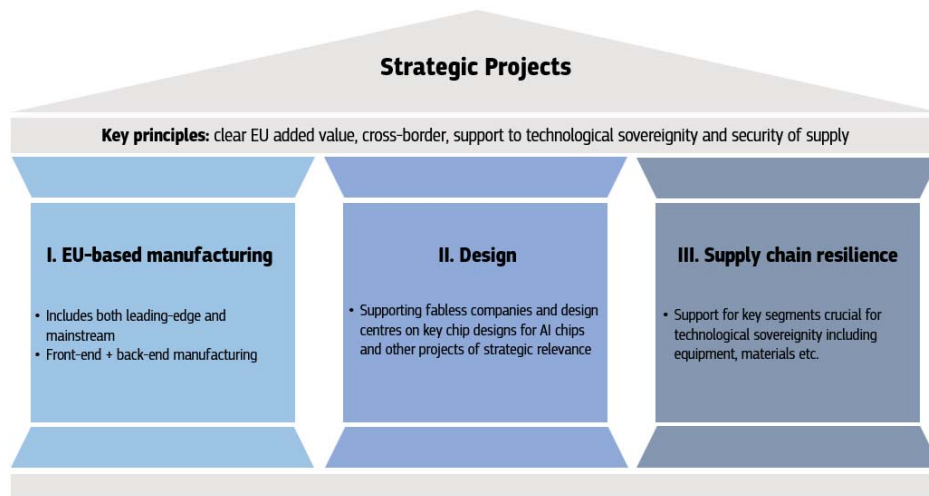 Strategic Projects
Key principles: clear EU added value, cross-border, support to technological sovereignity and security of supply
I. EU-based manufacturing
• Includes both leading-edge and
mainstream
• Front-end + back-end manufacturing
II. Design
• Supporting fabless companies and design
centres on key chip designs for AI chips
and other projects of strategic relevance
III. Supply chain resilience
• Support for key segments crucial for
technological sovereignity including
equipment, materials etc.